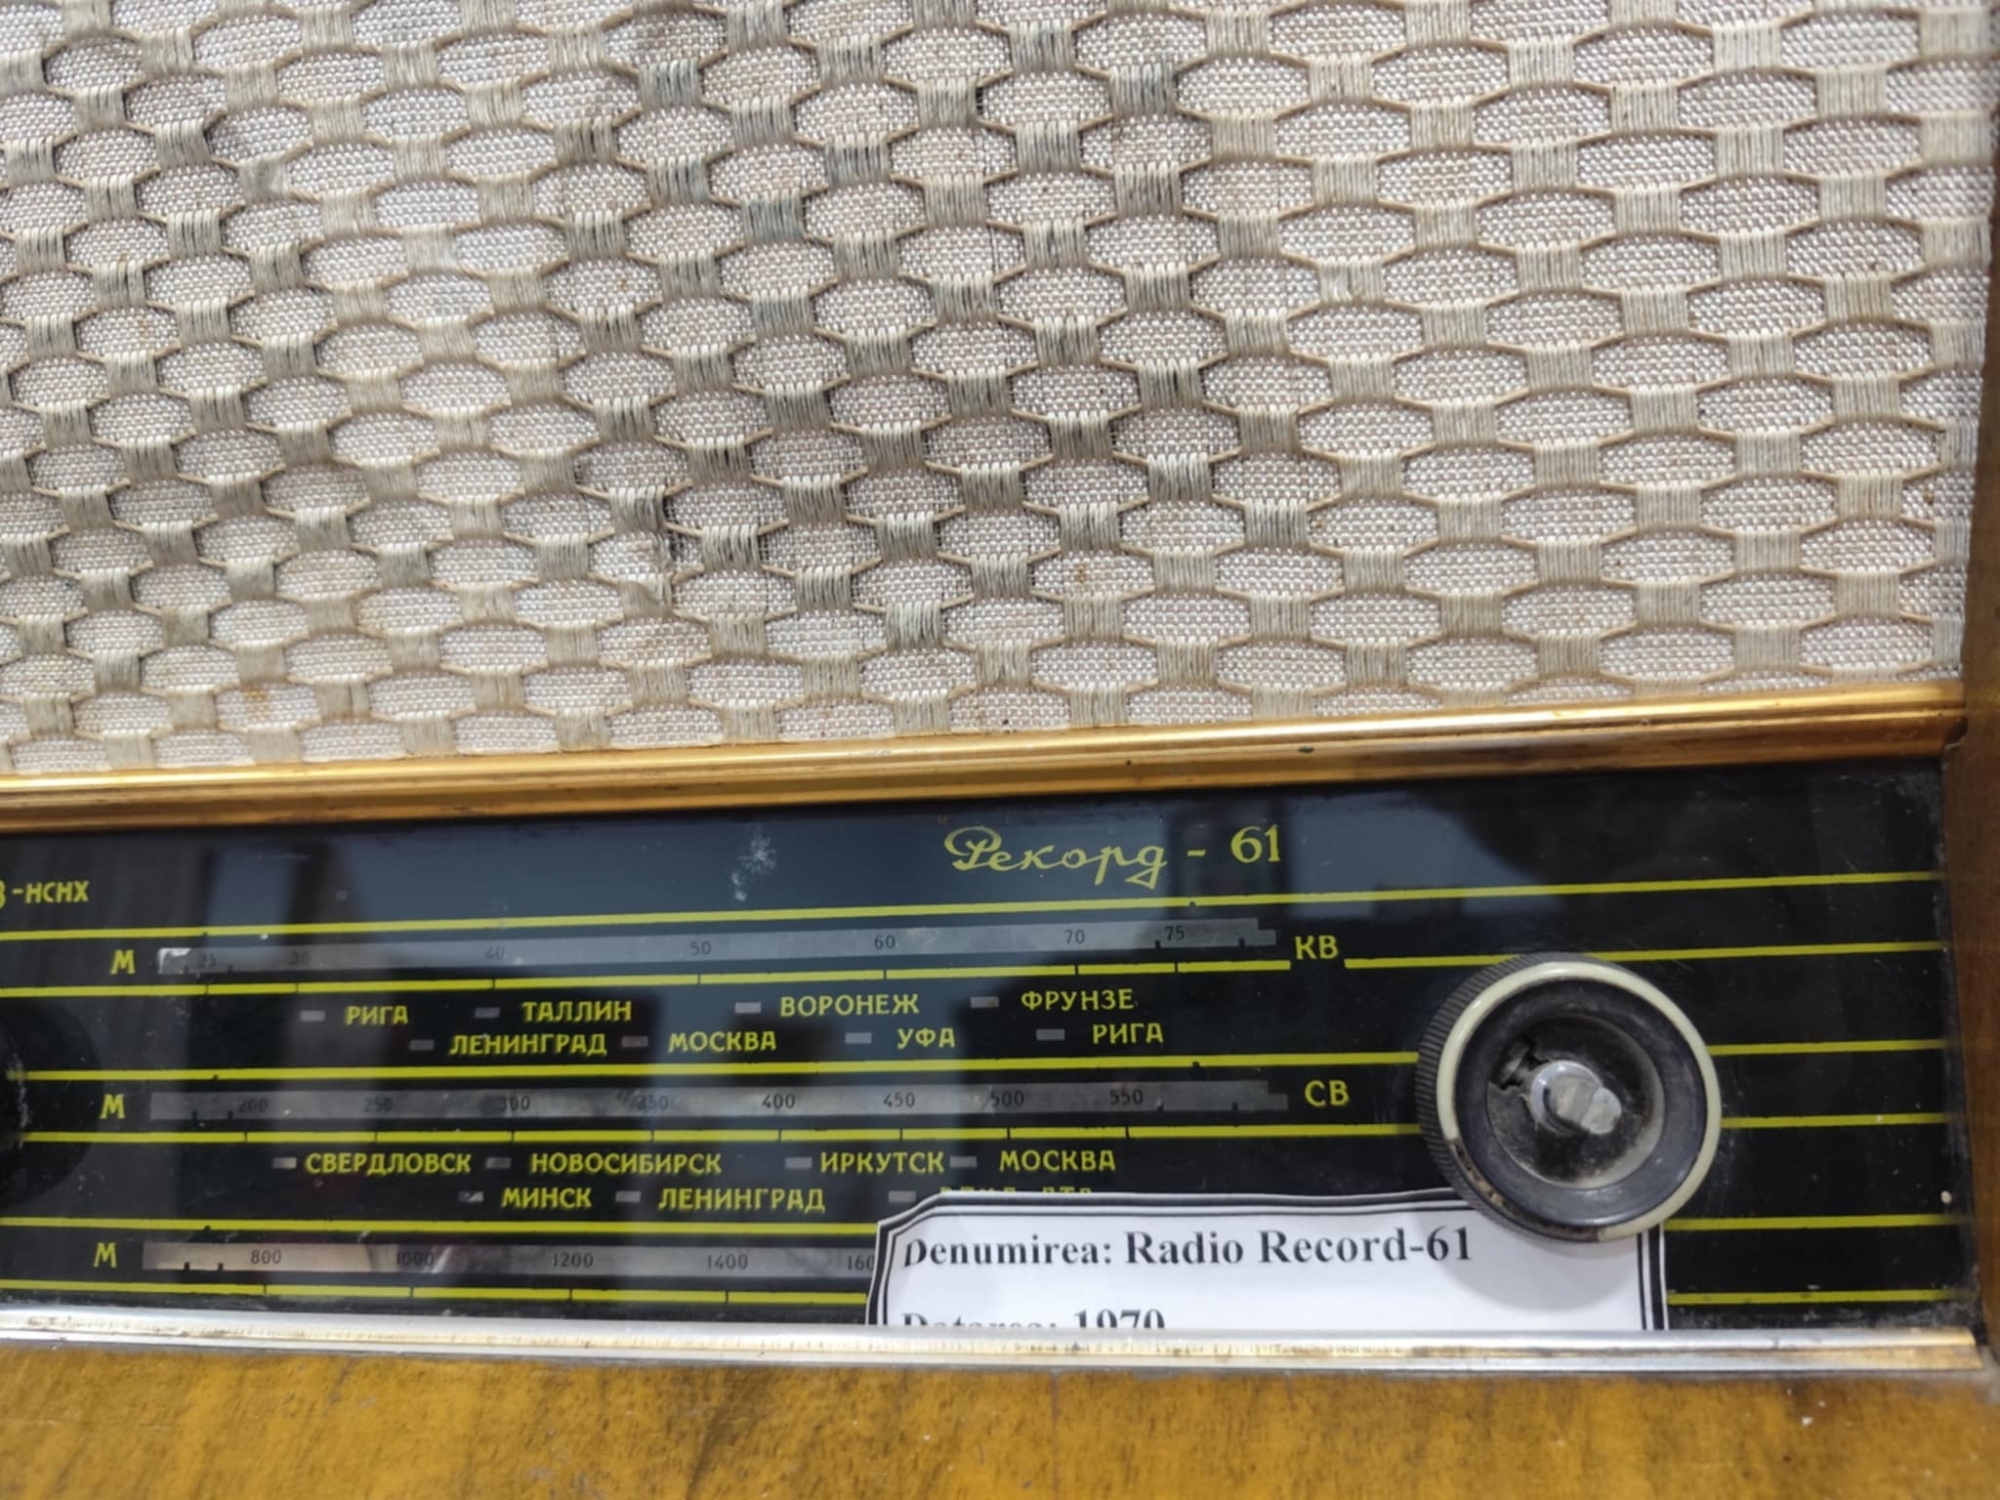 Рекорд - 61
-НСНХ
М 25 30 40 50 60 70 75 КВ
РИГА ТАЛЛИН ВОРОНЕЖ ФРУНЗЕ
ЛЕНИНГРАД МОСКВА УФА РИГА
М 200 250 300 350 400 450 500 550 СВ
СВЕРДЛОВСК НОВОСИБИРСК ИРКУТСК МОСКВА
МИНСК ЛЕНИНГРАД
М 800 1000 1200 1400
Denumirea: Radio Record-61
Datarea: 1970